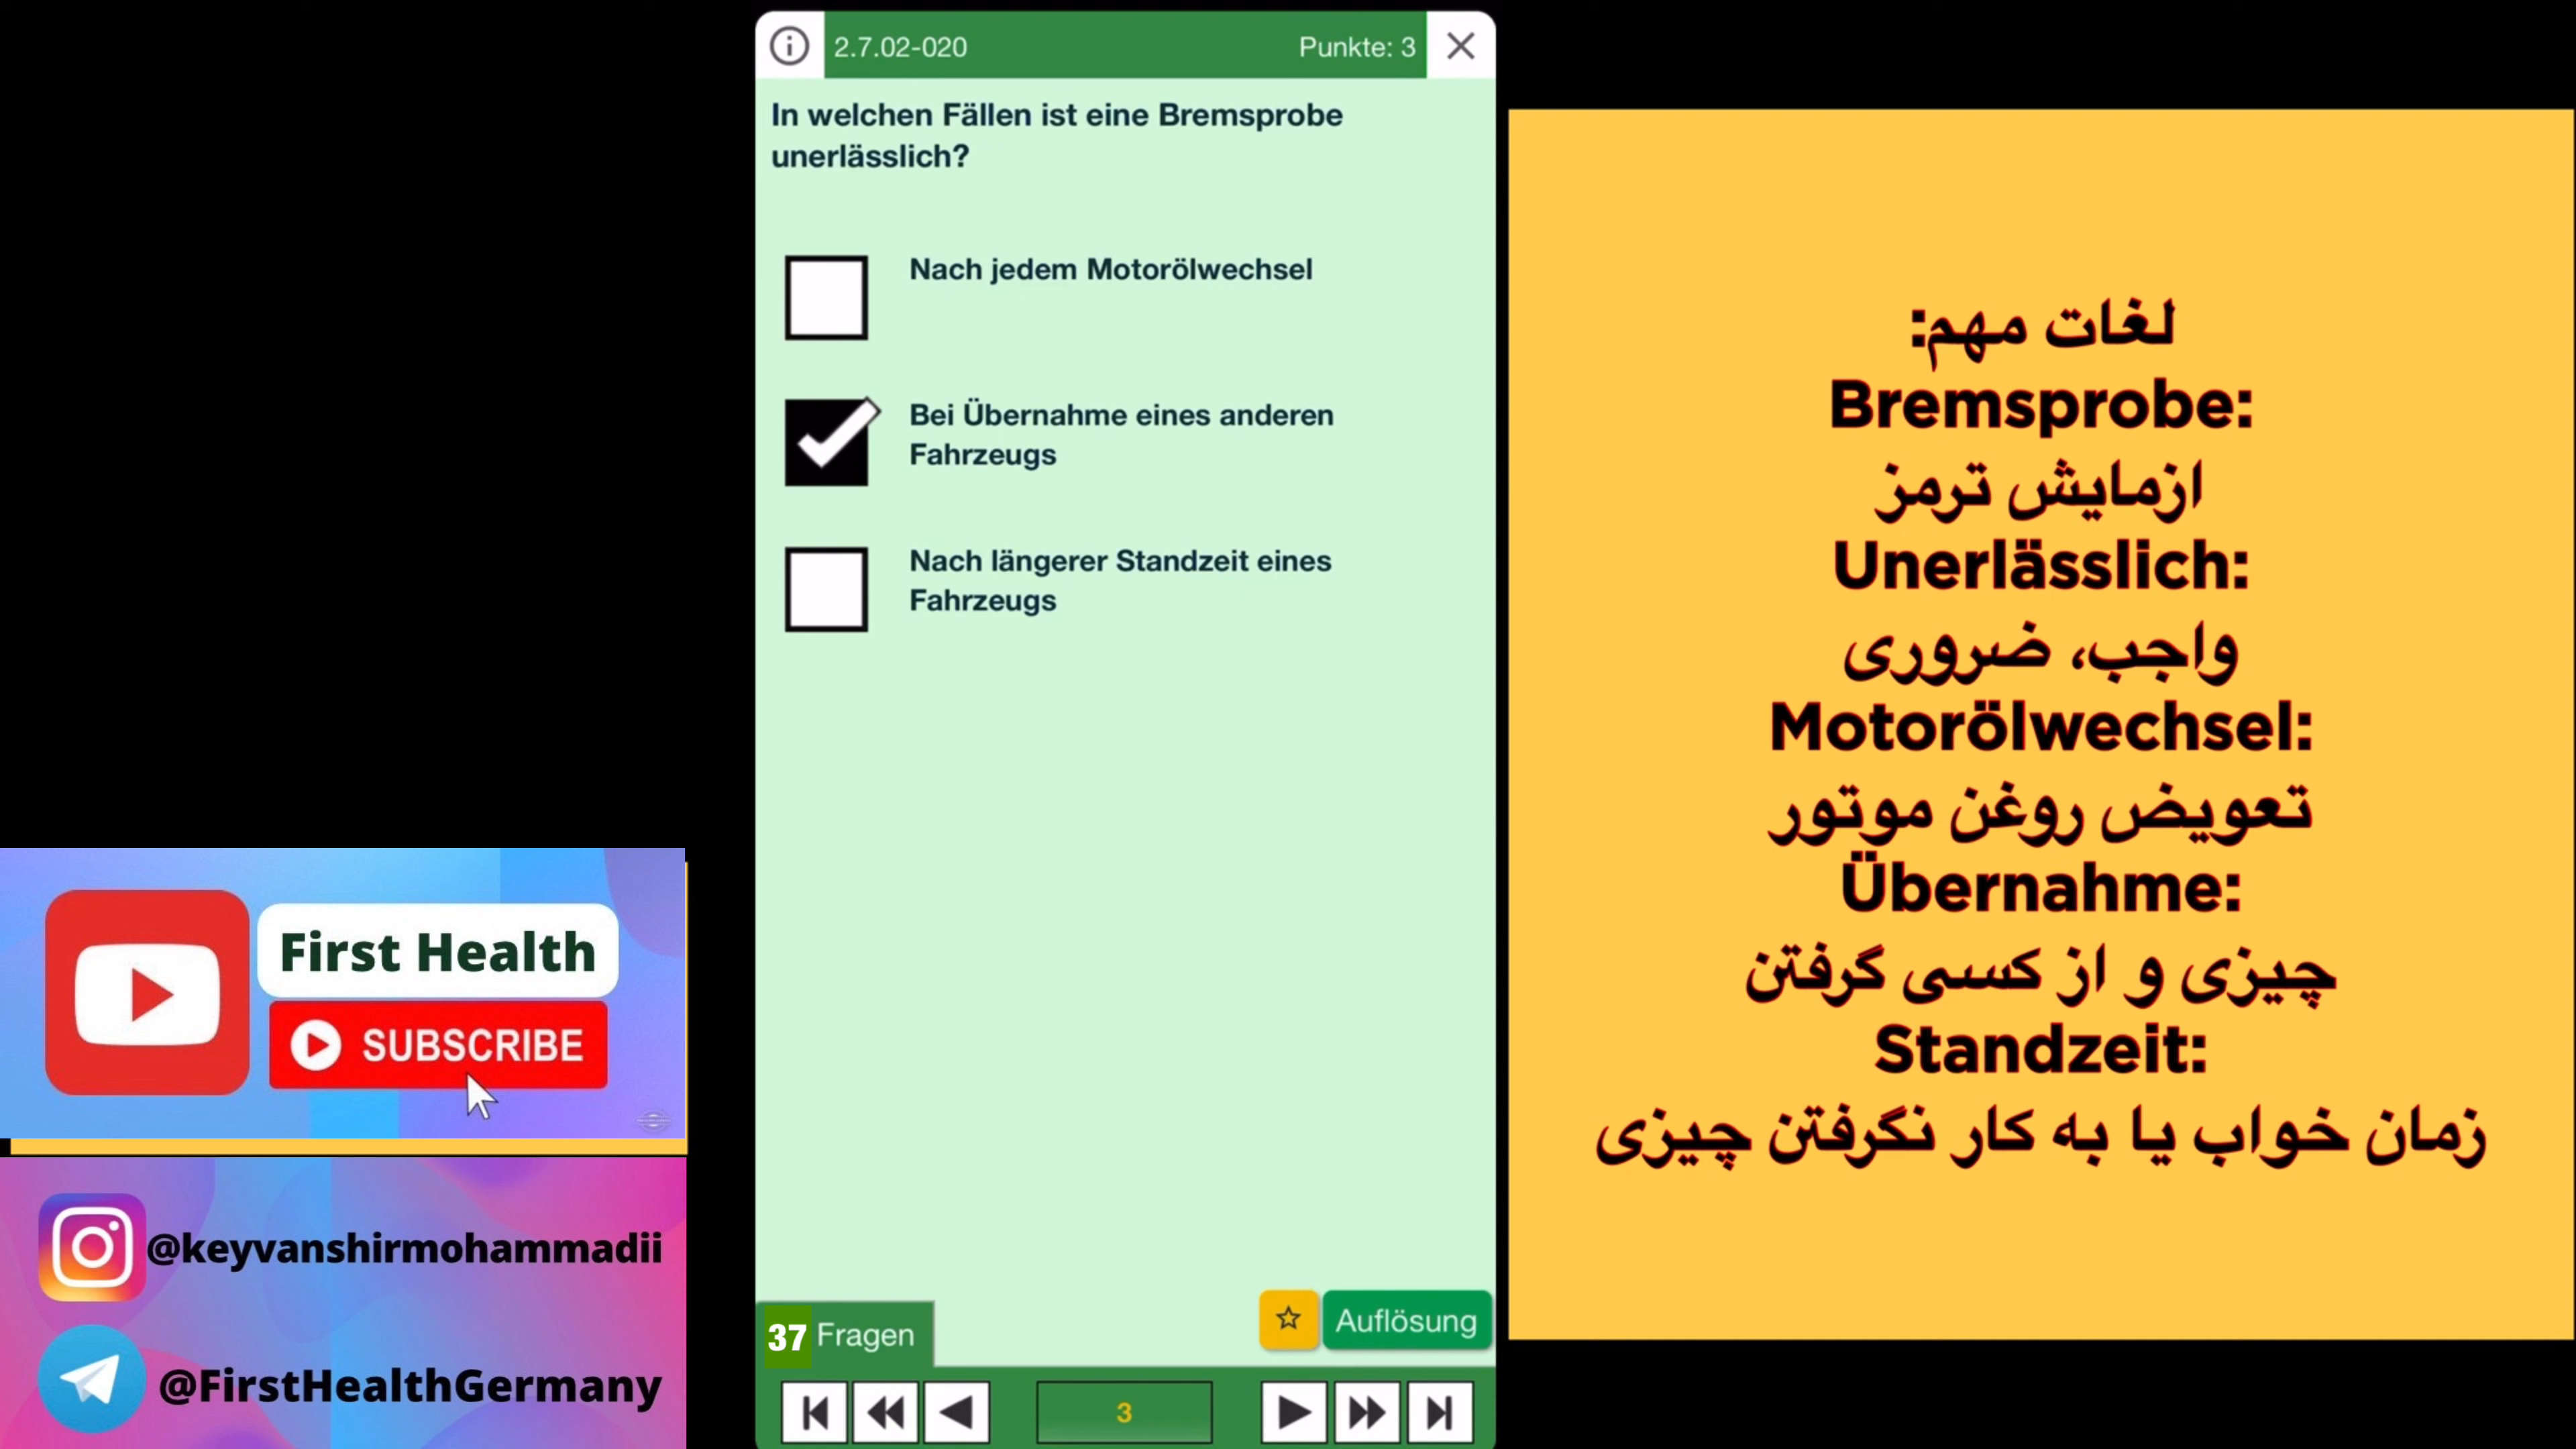 2.7.02-020
Punkte: 3
In welchen Fällen ist eine Bremsprobe
unerlässlich?
Nach jedem Motorölwechsel
Bei Übernahme eines anderen
Fahrzeugs
Nach längerer Standzeit eines
Fahrzeugs
37 Fragen
Auflösung
3
لغات مهم:
Bremsprobe:
ازمایش ترمز
Unerlässlich:
واجب، ضروری
Motorölwechsel:
تعویض روغن موتور
Übernahme:
چیزی و از کسی گرفتن
Standzeit:
زمان خواب یا به کار نگرفتن چیزی
First Health
SUBSCRIBE
@keyvanshirmohammadii
@FirstHealthGermany